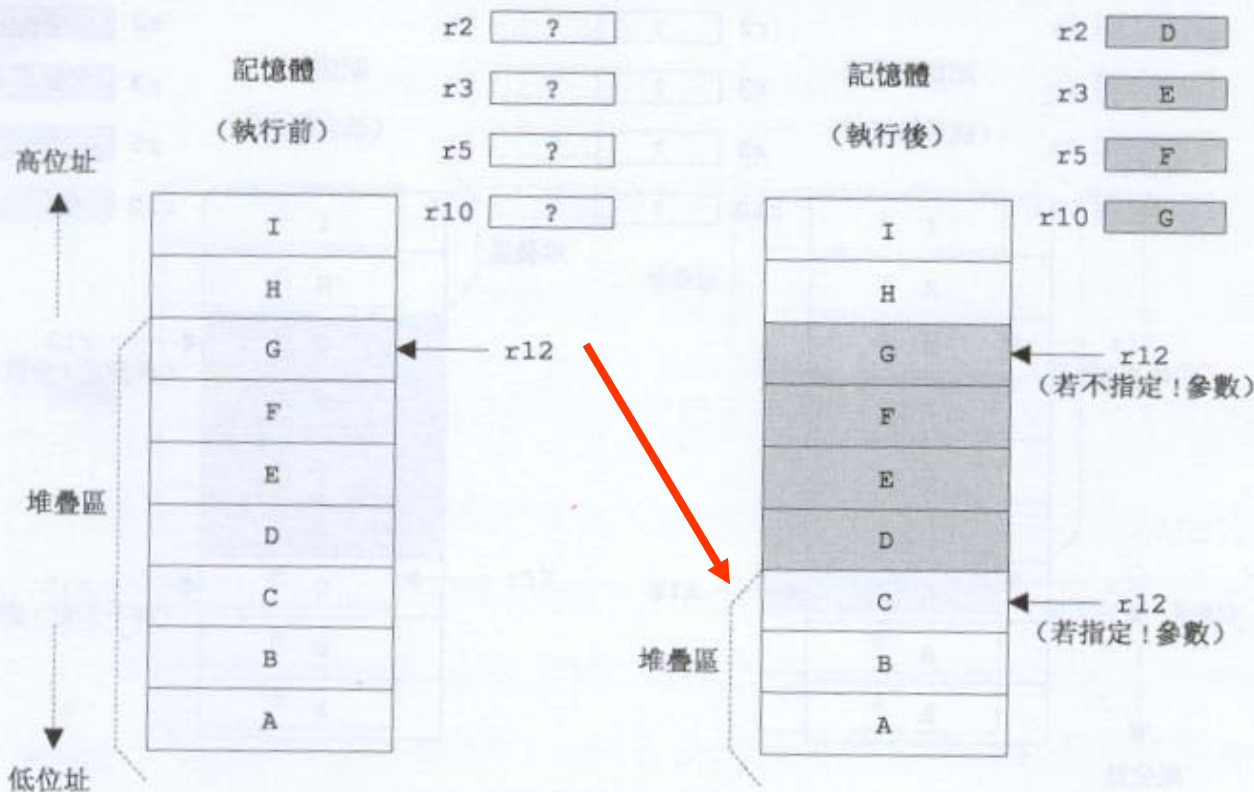 記憶體
(執行前)
r2 ?
r3 ?
r5 ?
r10 ?
高位址
I
H
G
F
E
D
C
B
A
r12
堆疊區
低位址
記憶體
(執行後)
r2 D
r3 E
r5 F
r10 G
I
H
G
F
E
D
C
B
A
r12
(若不指定!參數)
r12
(若指定!參數)
堆疊區